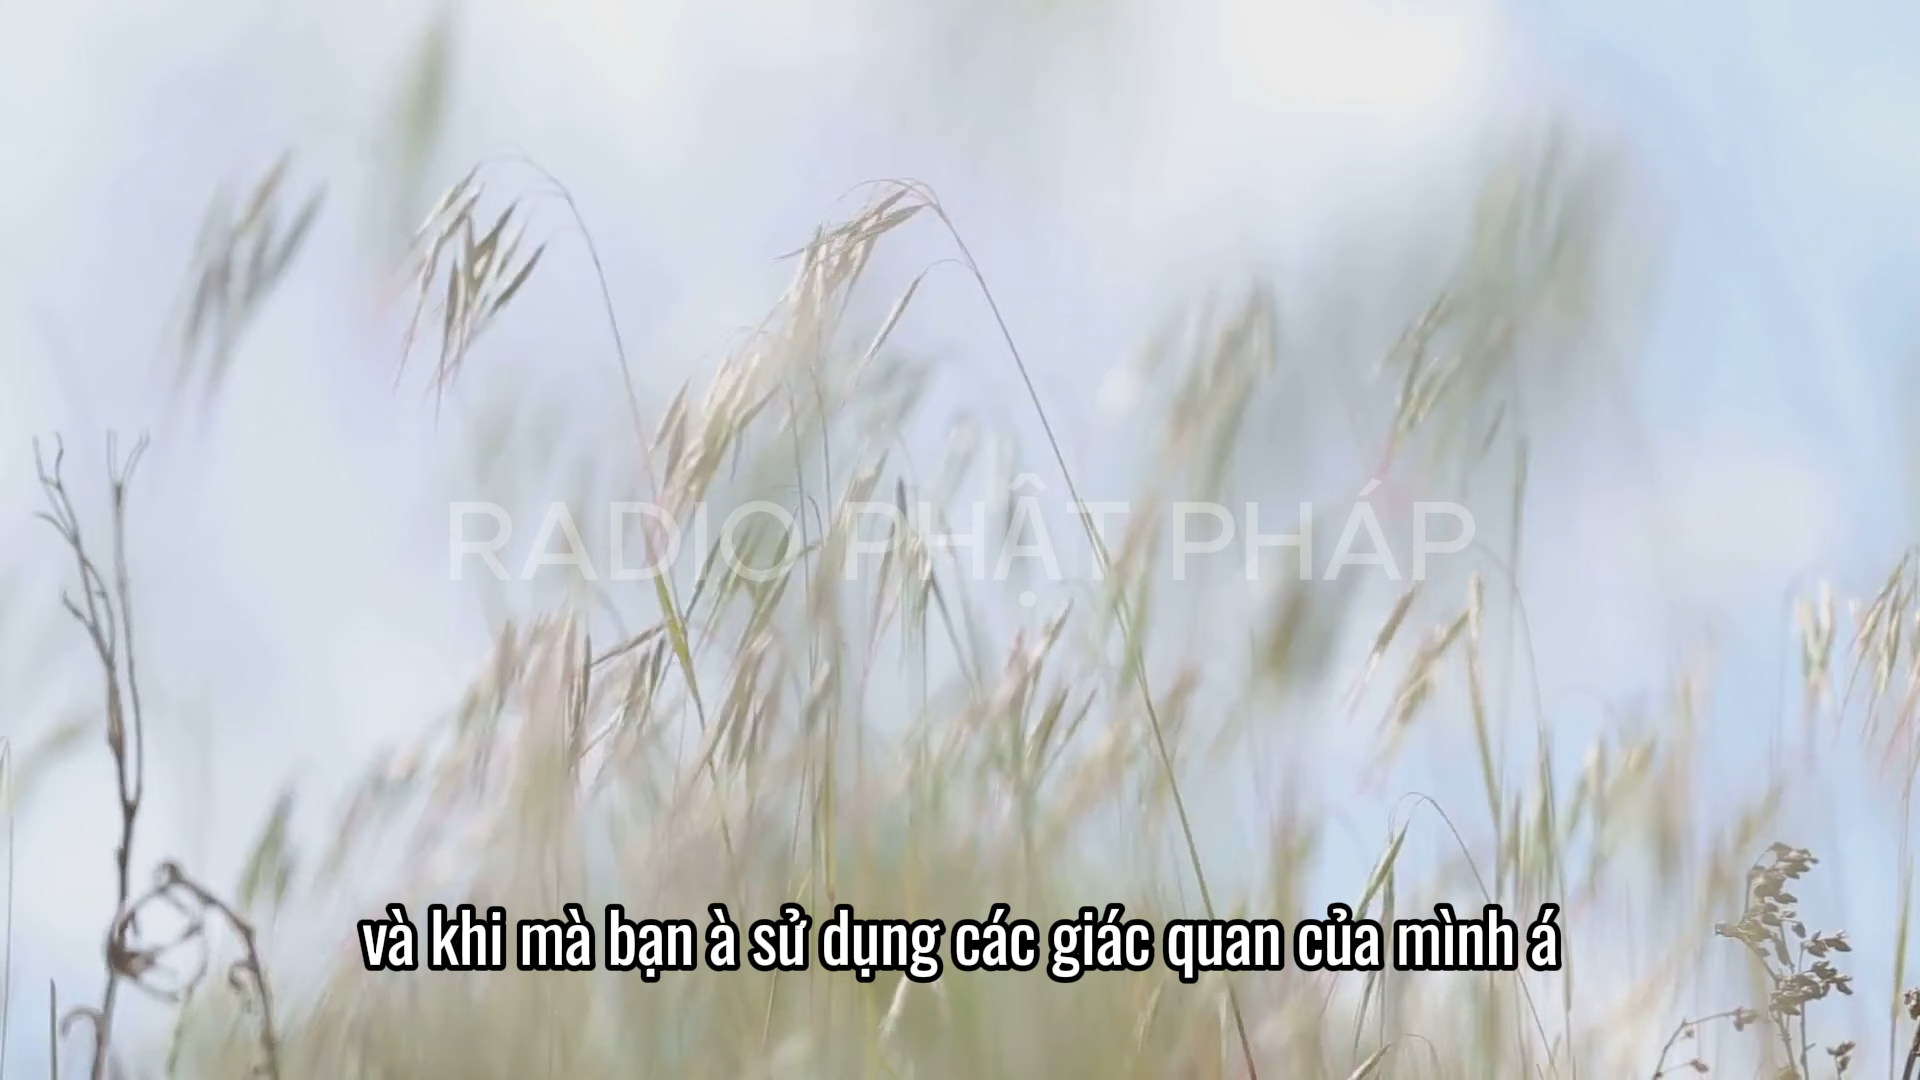 RADIO PHẬT PHÁP
và khi mà bạn à sử dụng các giác quan của mình á